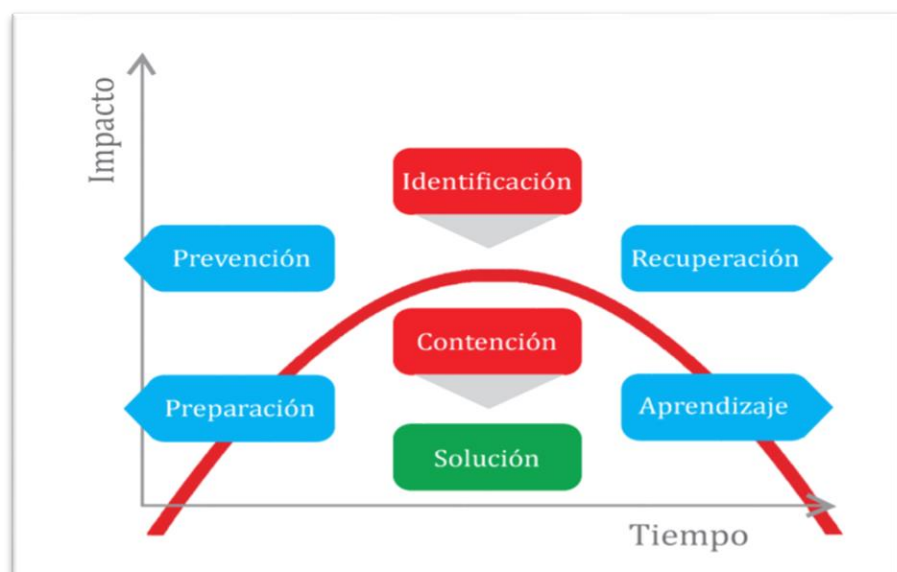 Impacto
Identificación
Prevención
Recuperación
Contención
Preparación
Aprendizaje
Solución
Tiempo